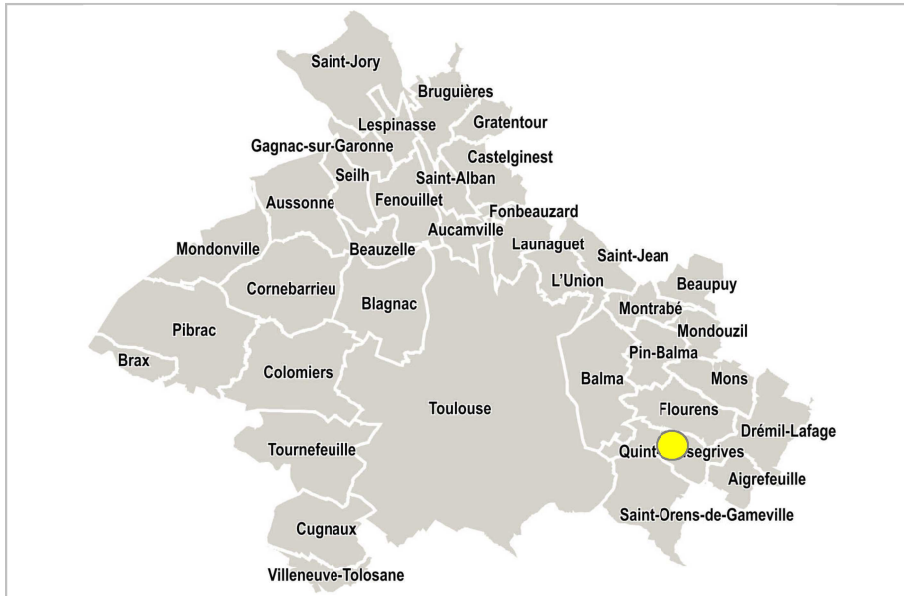 Saint-Jory
Bruguières
Lespinasse
Gratentour
Gagnac-sur-Garonne
Castelginest
Seilh
Saint-Alban
Fenouillet
Aussonne
Fonbeauzard
Aucamville
Launaguet
Mondonville
Beauzelle
Saint-Jean
L'Union
Beaupuy
Cornebarrieu
Blagnac
Montrabé
Pibrac
Mondouzil
Pin-Balma
Brax
Colomiers
Balma
Mons
Toulouse
Flourens
Drémil-Lafage
Tournefeuille
Aigrefeuille
Saint-Orens-de-Gameville
Cugnaux
Villeneuve-Tolosane